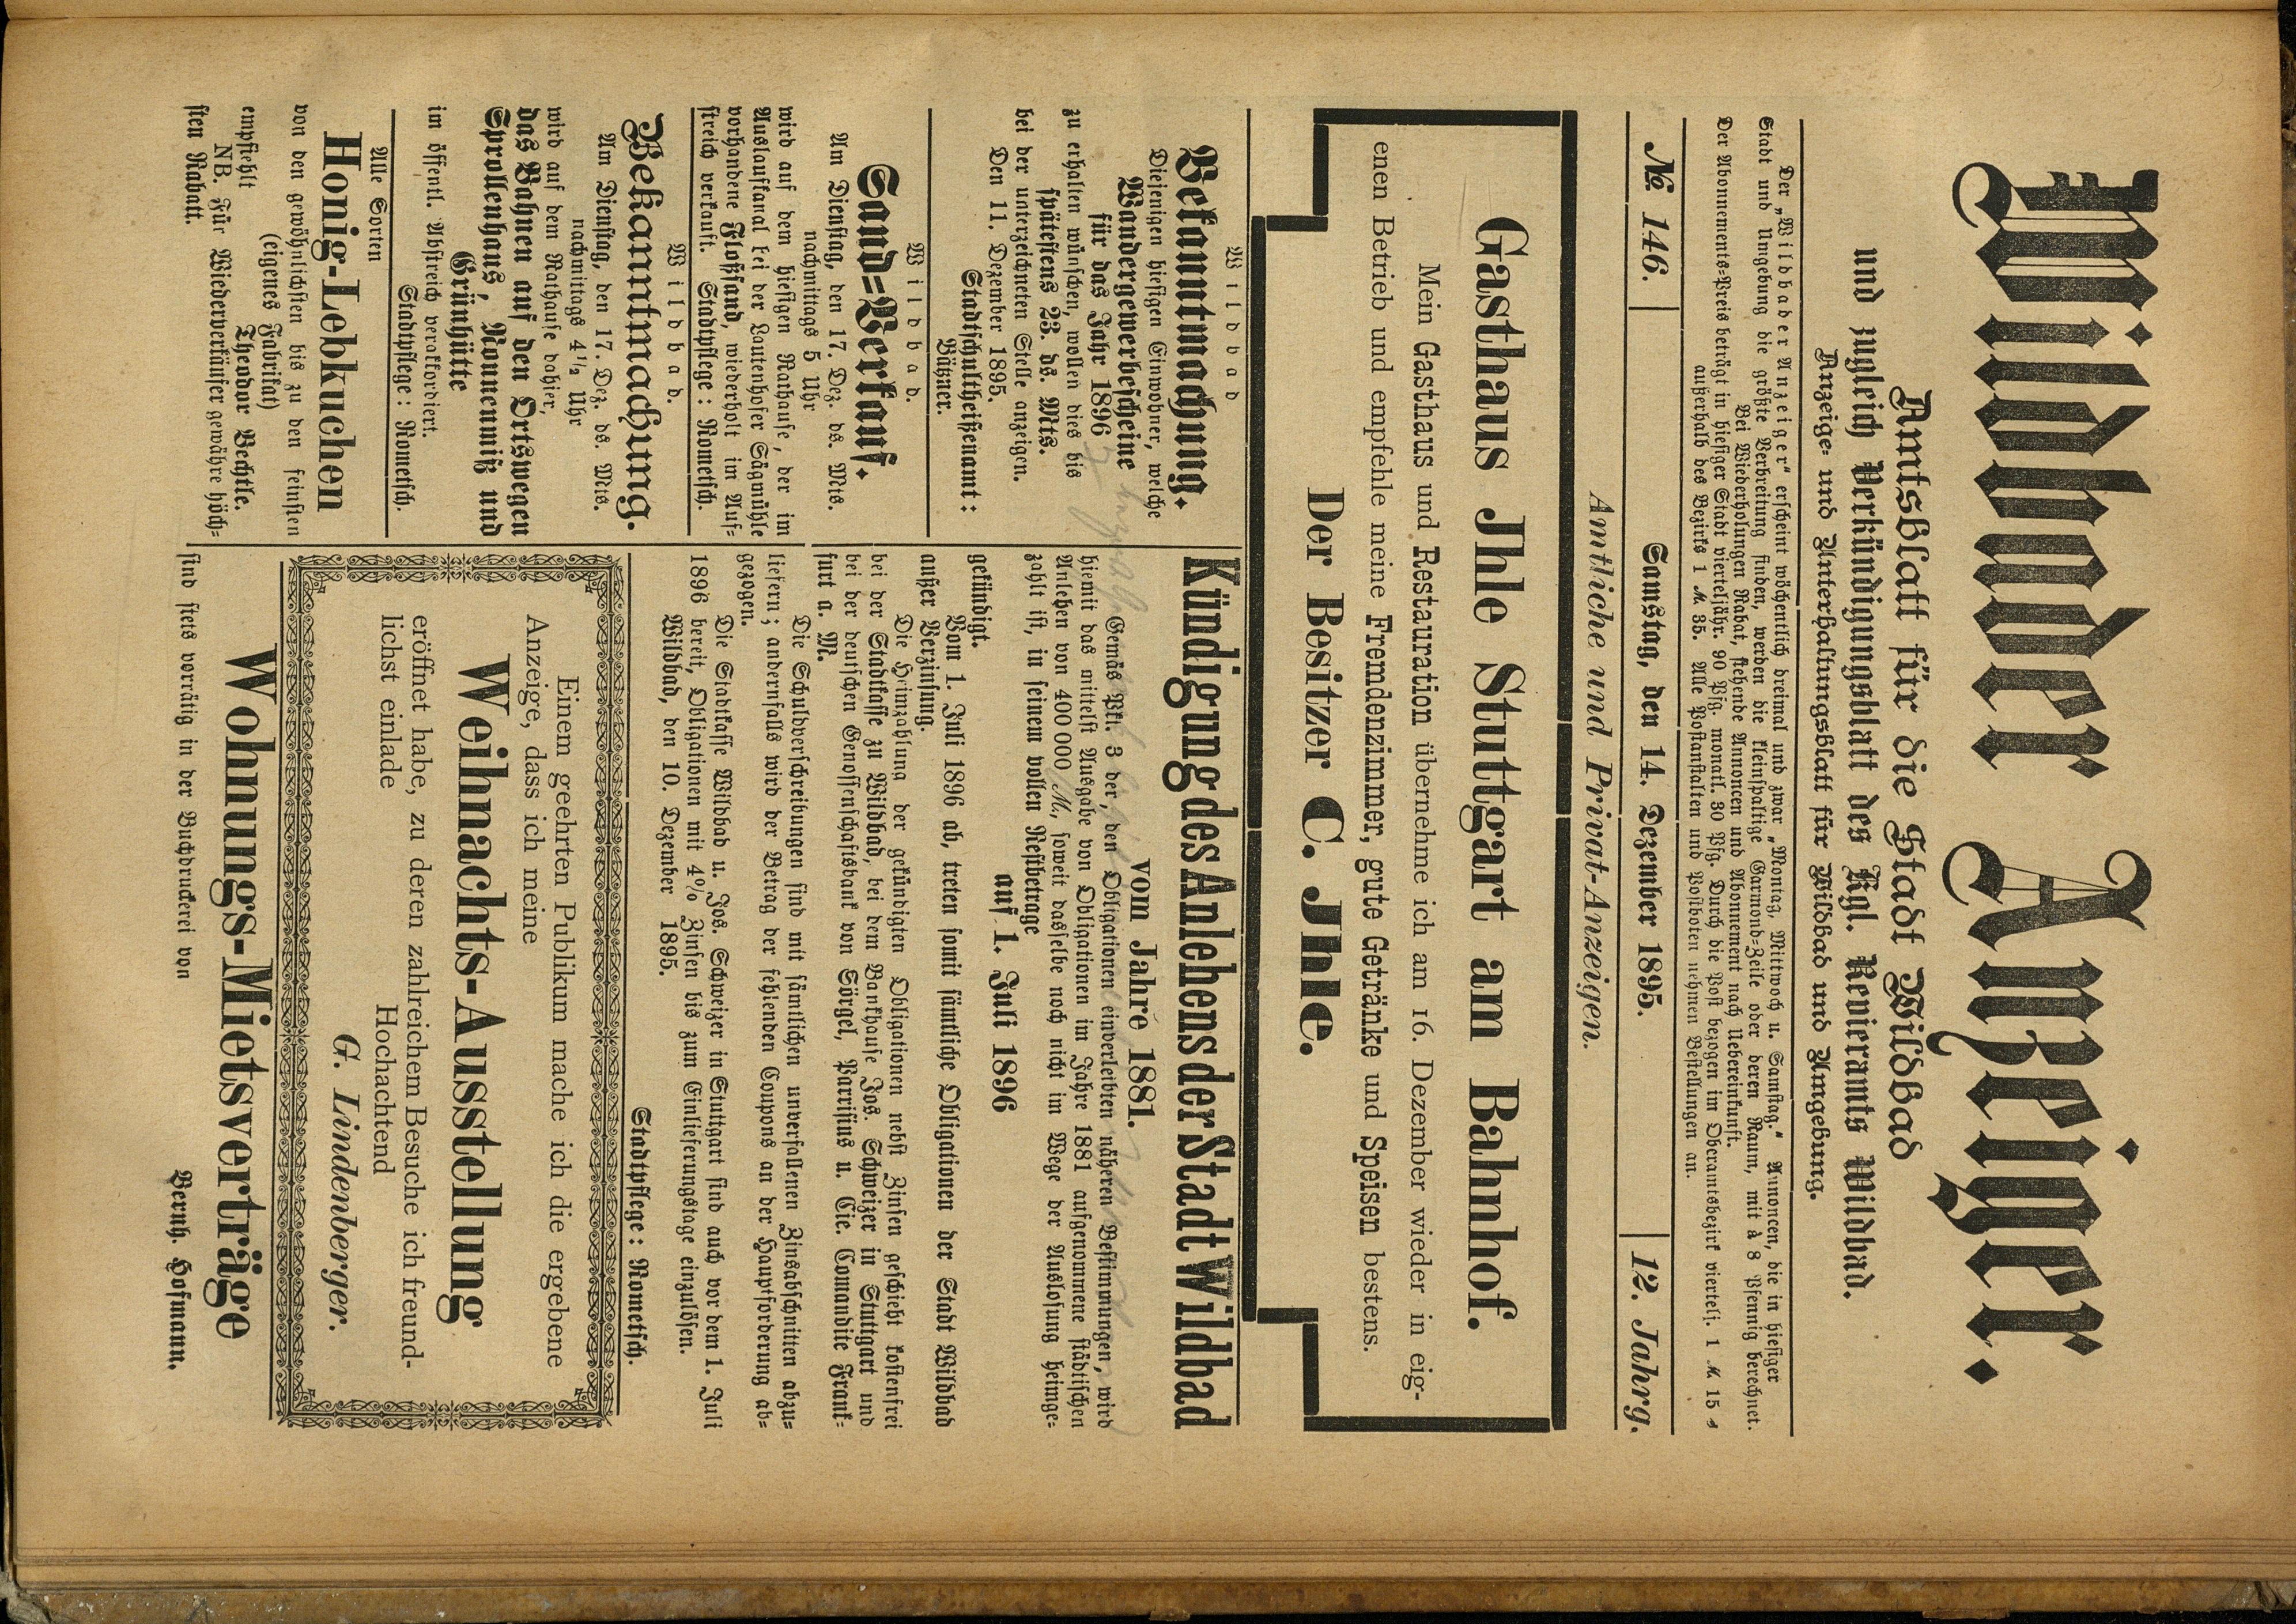 Wildbader Anzeiger.
Amtsblatt für die Stadt Wildbad
und zugleich Verkündigungsblatt des Kgl. Revieramts Wildbad.
Anzeige- und Unterhaltungsblatt für Wildbad und Umgebung.
Der „Wildbader Anzeiger" erscheint wöchentlich dreimal und zwar „Montag, Mittwoch u. Samstag." Annoncen, die in hiesiger
Stadt und Umgebung die größte Verbreitung finden, werden die kleinspaltige Garmond-Zeile oder deren Raum, mit à 8 Pfennig berechnet.
Bei Wiederholungen Rabat, stehende Annoncen und Abonnement nach Uebereinkunft.
Der Abonnements-Preis beträgt in hiesiger Stadt vierteljähr. 90 Pfg. monatl. 30 Pfg. Durch die Post bezogen im Oberamtsbezirk viertelj. 1 ℳ 15 ₰
außerhalb des Bezirks 1 ℳ 35. Alle Postanstalten und Postboten nehmen Bestellungen an.
№ 146.
Samstag, den 14. Dezember 1895.
12. Jahrg.
Amtliche und Privat-Anzeigen.
Gasthaus Jhle Stuttgart am Bahnhof.
Mein Gasthaus und Restauration übernehme ich am 16. Dezember wieder in eig-
enen Betrieb und empfehle meine Fremdenzimmer, gute Getränke und Speisen bestens.
Der Besitzer C. Jhle.
Wildbad
Bekanntmachung.
Diejenigen hiesigen Einwohner, welche
Wandergewerbescheine
für das Jahr 1896
zu erhalten wünschen, wollen dies bis
spätestens 23. ds. Mts.
bei der unterzeichneten Stelle anzeigen.
Den 11. Dezember 1895.
Stadtschultheißenamt:
Bätzner.
Wildbad.
Sand-Verkauf.
Am Dienstag, den 17. Dez. ds. Mts.
nachmittags 5 Uhr
wird auf dem hiesigen Rathause, der im
Auslaufkanal bei der Lautenhofer Sägmühle
vorhandene Floßsand, wiederholt im Auf-
streich verkauft. Stadtpflege: Rometsch.
Wildbad.
Bekanntmachung.
Am Dienstag, den 17. Dez. ds. Mts.
nachmittags 4½ Uhr
wird auf dem Rathause dahier,
das Bahnen auf den Ortswegen
Sprollenhaus, Nonnenmiß und
Grünhütte
im öffentl. Abstreich verakkordiert.
Stadtpflege: Rometsch.
Alle Sorten
Honig-Lebkuchen
von den gewöhnlichsten bis zu den feinsten
(eigenes Fabrikat)
empfiehlt Theodor Bechtle.
NB. Für Wiederverkäufer gewähre höch-
sten Rabatt.
Kündigung des Anlehens der Stadt Wildbad
vom Jahre 1881.
Gemäs Pkt. 3 der, den Obligationen einverleibten näheren Bestimmungen, wird
hiemit das mittelst Ausgabe von Obligationen im Jahre 1881 aufgenommene städtischen
Anlehen von 400 000 M., soweit dasselbe noch nicht im Wege der Auslosung heimge-
zahlt ist, in seinem vollen Restbetrage
auf 1. Juli 1896
gekündigt.
Vom 1. Juli 1896 ab, treten somit sämtliche Obligationen der Stadt Wildbad
außer Verzinsung.
Die Heimzahlung der gekündigten Obligationen nebst Zinsen geschieht kostenfrei
bei der Stadtkasse zu Wildbad, bei dem Bankhause Jos. Schweizer in Stuttgart und
bei der deutschen Genossenschaftsbank von Sörgel, Parrisius u. Cie. Comandite Frank-
furt a. M.
Die Schuldverschreibungen sind mit sämtlichen unverfallenen Zinsabschnitten abzu-
liefern; andernfalls wird der Betrag der fehlenden Coupons an der Hauptforderung ab-
gezogen.
Die Stadtkasse Wildbad u. Jos. Schweizer in Stuttgart sind auch vor dem 1. Juli
1896 bereit, Obligationen mit 4% Zinsen bis zum Einlieferungstage einzulösen.
Wildbad, den 10. Dezember 1895.
Stadtpflege: Rometsch.
Einem geehrten Publikum mache ich die ergebene
Anzeige, dass ich meine
Weihnachts-Ausstellung
eröffnet habe, zu deren zahlreichem Besuche ich freund-
lichst einlade
Hochachtend
G. Lindenberger.
Wohnungs-Mietsverträge
sind stets vorrätig in der Buchdruckerei von
Bernh. Hofmann.